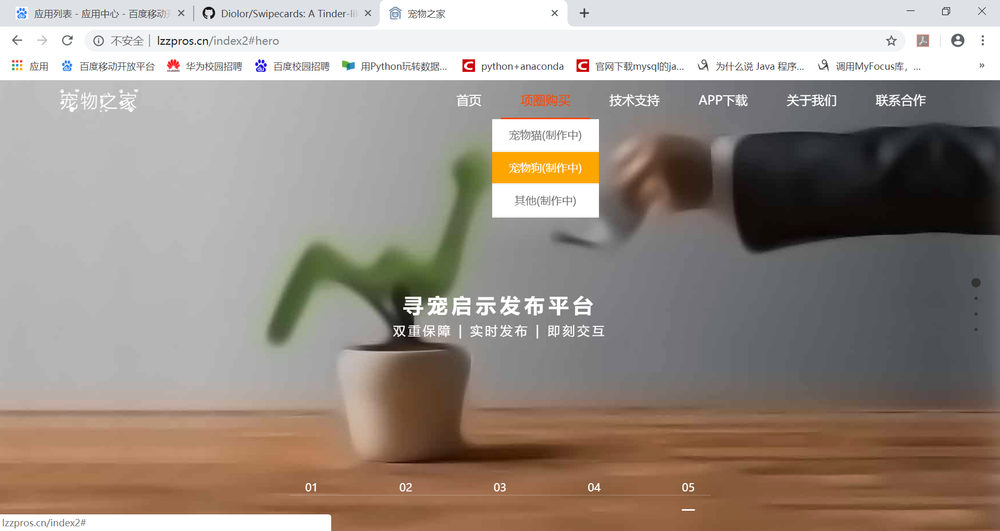 应用列表 - 应用中心 - 百度移动开
Diolor/Swipecards: A Tinder-lik
宠物之家
不安全 | lzzpros.cn/index2#hero
应用
百度移动开放平台
华为校园招聘
百度校园招聘
用Python玩转数据...
python+anaconda
官网下载mysql的ja...
为什么说 Java 程序...
调用MyFocus库，...
»
宠物之家
首页
项圈购买
技术支持
APP下载
关于我们
联系合作
宠物猫(制作中)
宠物狗(制作中)
其他(制作中)
寻宠启示发布平台
双重保障 | 实时发布 | 即刻交互
01
02
03
04
05
lzzpros.cn/index2#